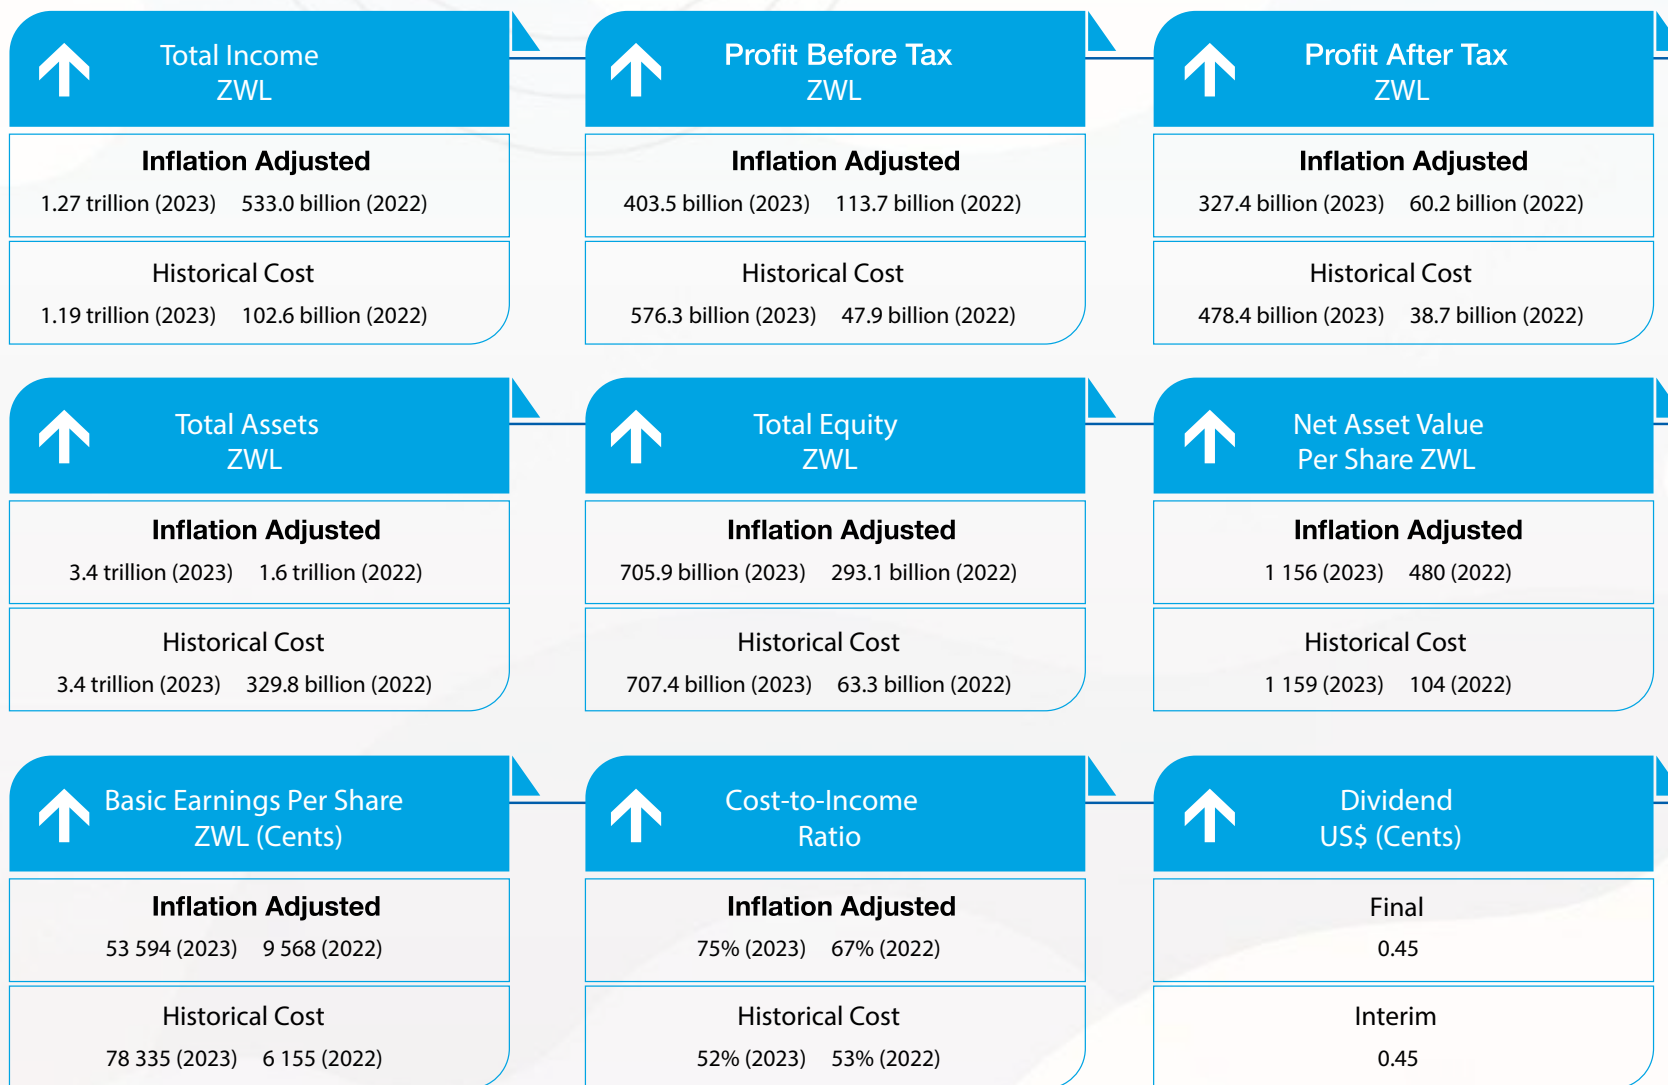 Total Income
ZWL
Inflation Adjusted
1.27 trillion (2023) 533.0 billion (2022)
Historical Cost
1.19 trillion (2023) 102.6 billion (2022)
Profit Before Tax
ZWL
Inflation Adjusted
403.5 billion (2023) 113.7 billion (2022)
Historical Cost
576.3 billion (2023) 47.9 billion (2022)
Profit After Tax
ZWL
Inflation Adjusted
327.4 billion (2023) 60.2 billion (2022)
Historical Cost
478.4 billion (2023) 38.7 billion (2022)
Total Assets
ZWL
Inflation Adjusted
3.4 trillion (2023) 1.6 trillion (2022)
Historical Cost
3.4 trillion (2023) 329.8 billion (2022)
Total Equity
ZWL
Inflation Adjusted
705.9 billion (2023) 293.1 billion (2022)
Historical Cost
707.4 billion (2023) 63.3 billion (2022)
Net Asset Value
Per Share ZWL
Inflation Adjusted
1 156 (2023) 480 (2022)
Historical Cost
1 159 (2023) 104 (2022)
Basic Earnings Per Share
ZWL (Cents)
Inflation Adjusted
53 594 (2023) 9 568 (2022)
Historical Cost
78 335 (2023) 6 155 (2022)
Cost-to-Income
Ratio
Inflation Adjusted
75% (2023) 67% (2022)
Historical Cost
52% (2023) 53% (2022)
Dividend
US$ (Cents)
Final
0.45
Interim
0.45